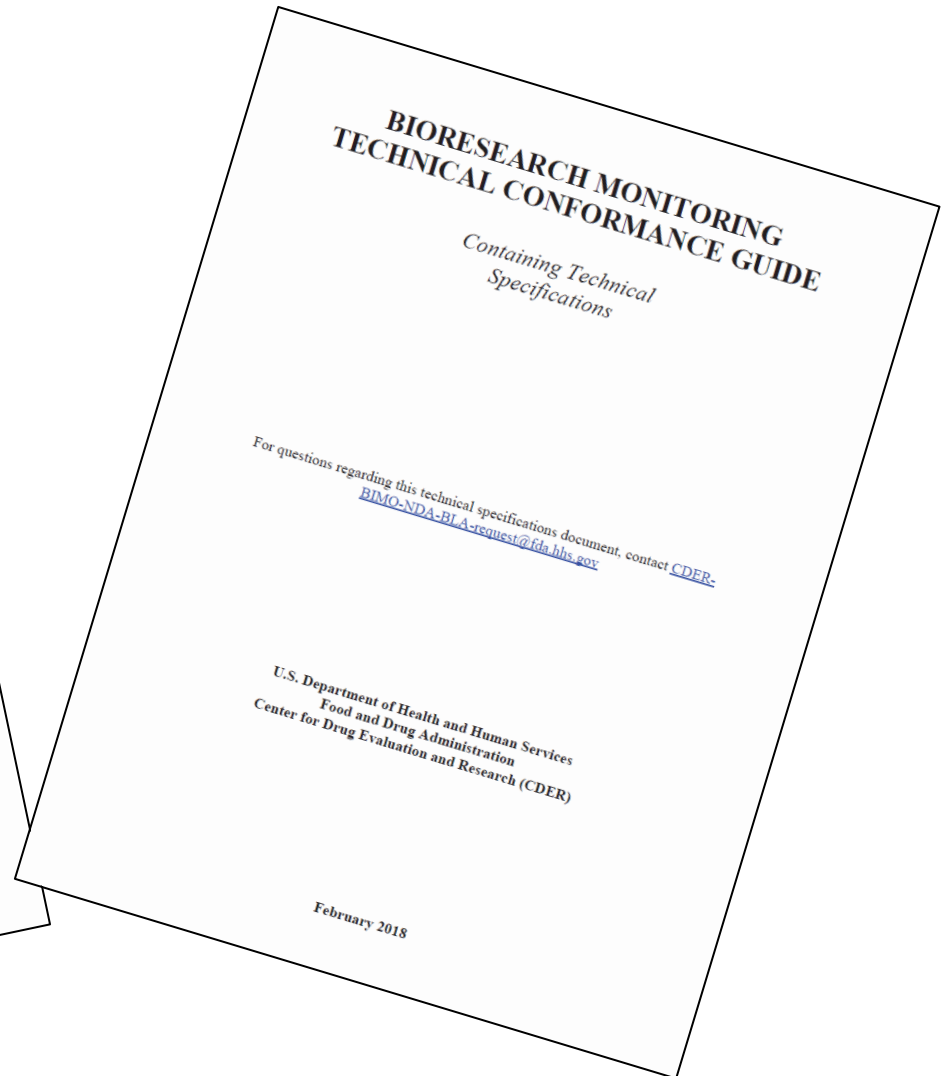 BIORESEARCH MONITORING
TECHNICAL CONFORMANCE GUIDE
Containing Technical
Specifications
For questions regarding this technical specifications document, contact CDER-
BIMO-NDA-BLA-request@fda.hhs.gov
U.S. Department of Health and Human Services
Food and Drug Administration
Center for Drug Evaluation and Research (CDER)
February 2018